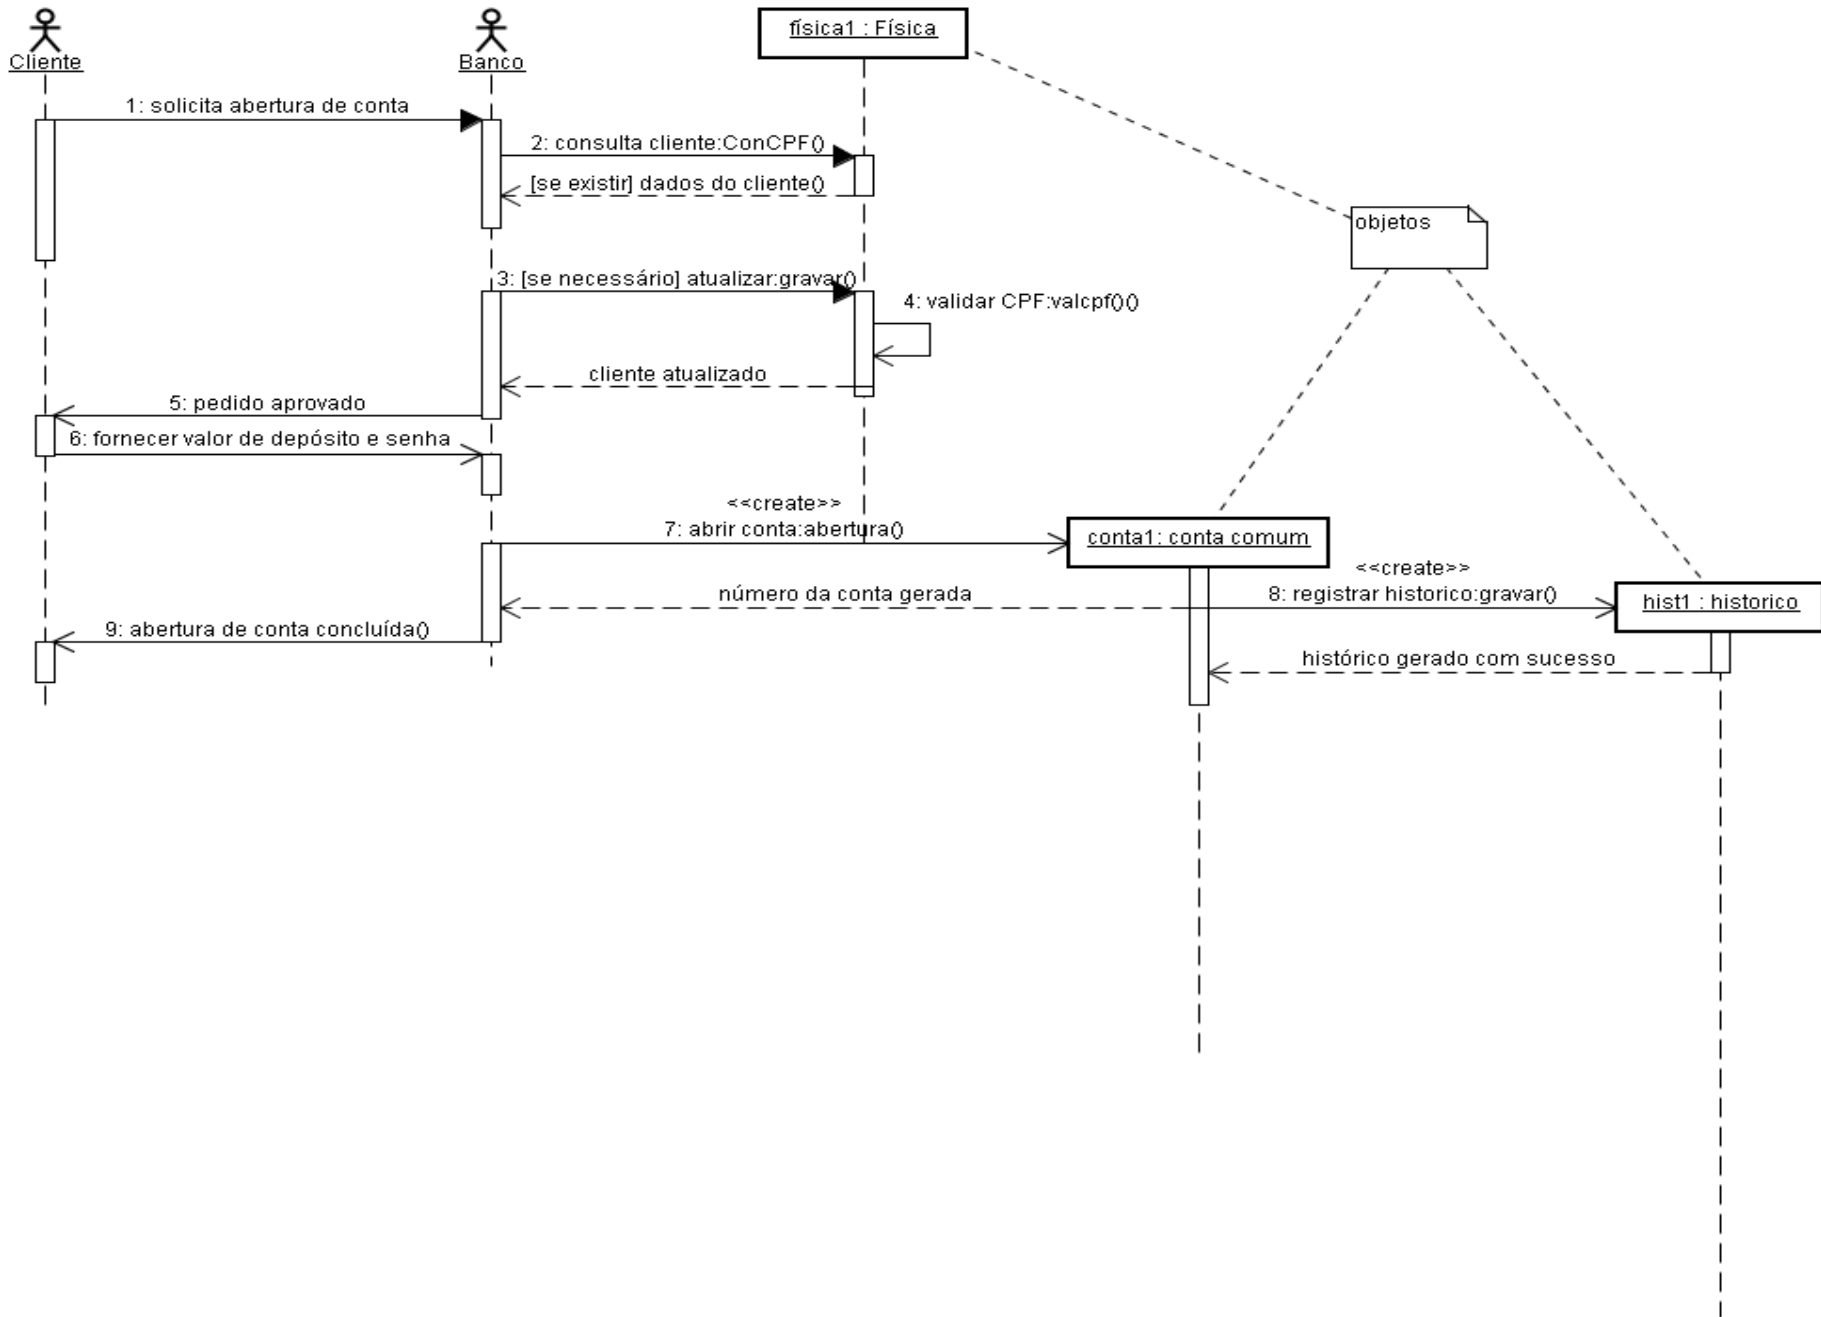 Cliente
Banco
física1 : Física
1: solicita abertura de conta
2: consulta cliente:ConCPF()
[se existir] dados do cliente()
objetos
3: [se necessário] atualizar:gravar()
4: validar CPF:valcpf()()
cliente atualizado
5: pedido aprovado
6: fornecer valor de depósito e senha
<<create>>
7: abrir conta:abertura()
conta1: conta comum
<<create>>
número da conta gerada
8: registrar historico:gravar()
hist1 : historico
9: abertura de conta concluída()
histórico gerado com sucesso